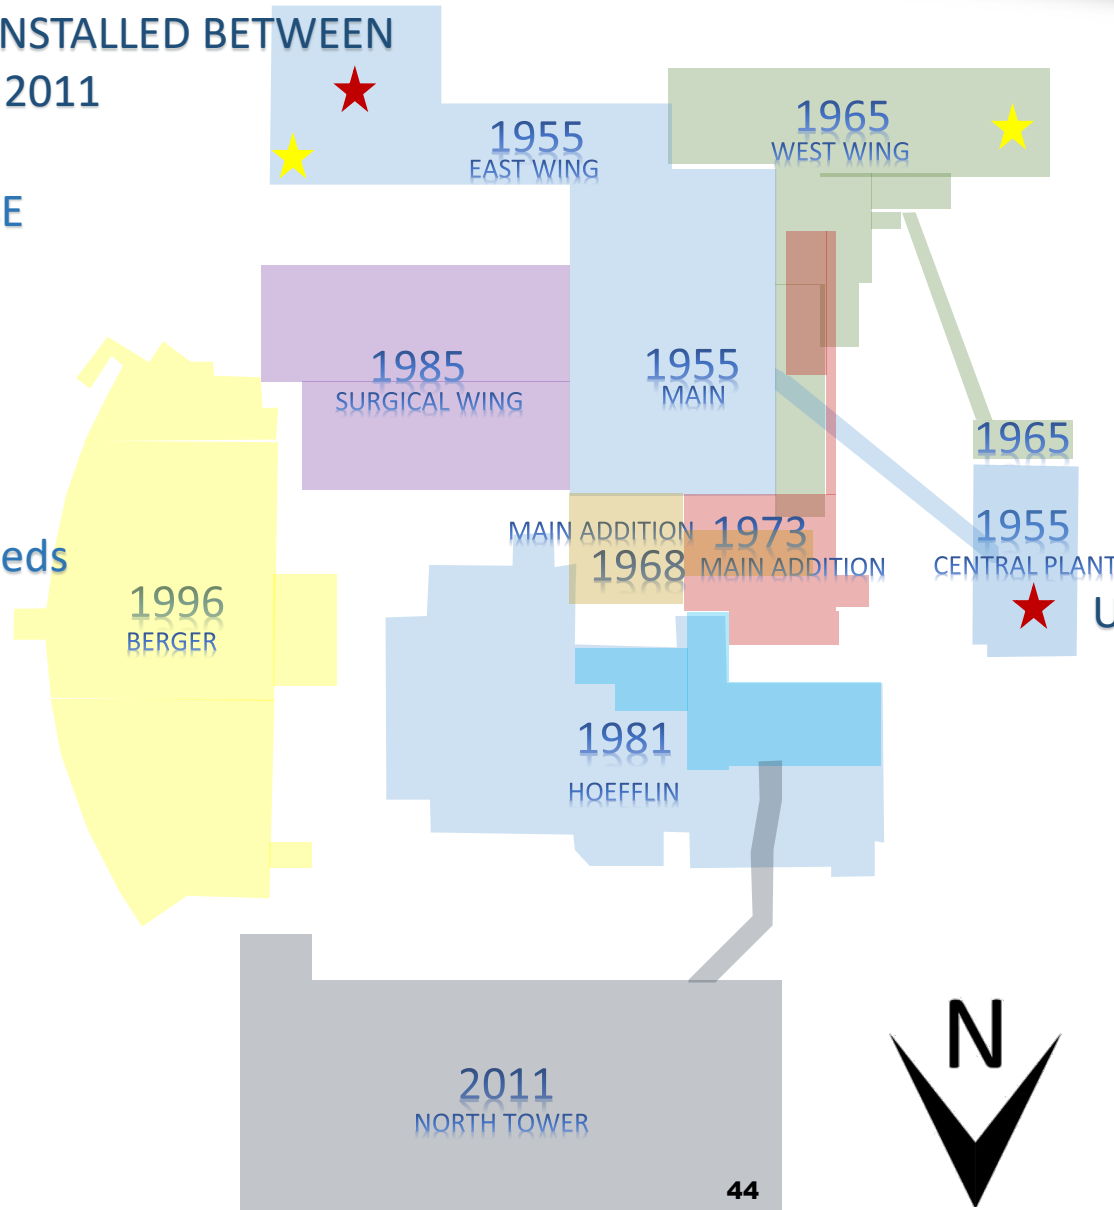 NSTALLED BETWEEN
2011
E
eds
U
1955
EAST WING
1965
WEST WING
1985
SURGICAL WING
1955
MAIN
1965
1955
CENTRAL PLANT
MAIN ADDITION
1968
1973
MAIN ADDITION
1996
BERGER
1981
HOEFFLIN
2011
NORTH TOWER
N
44